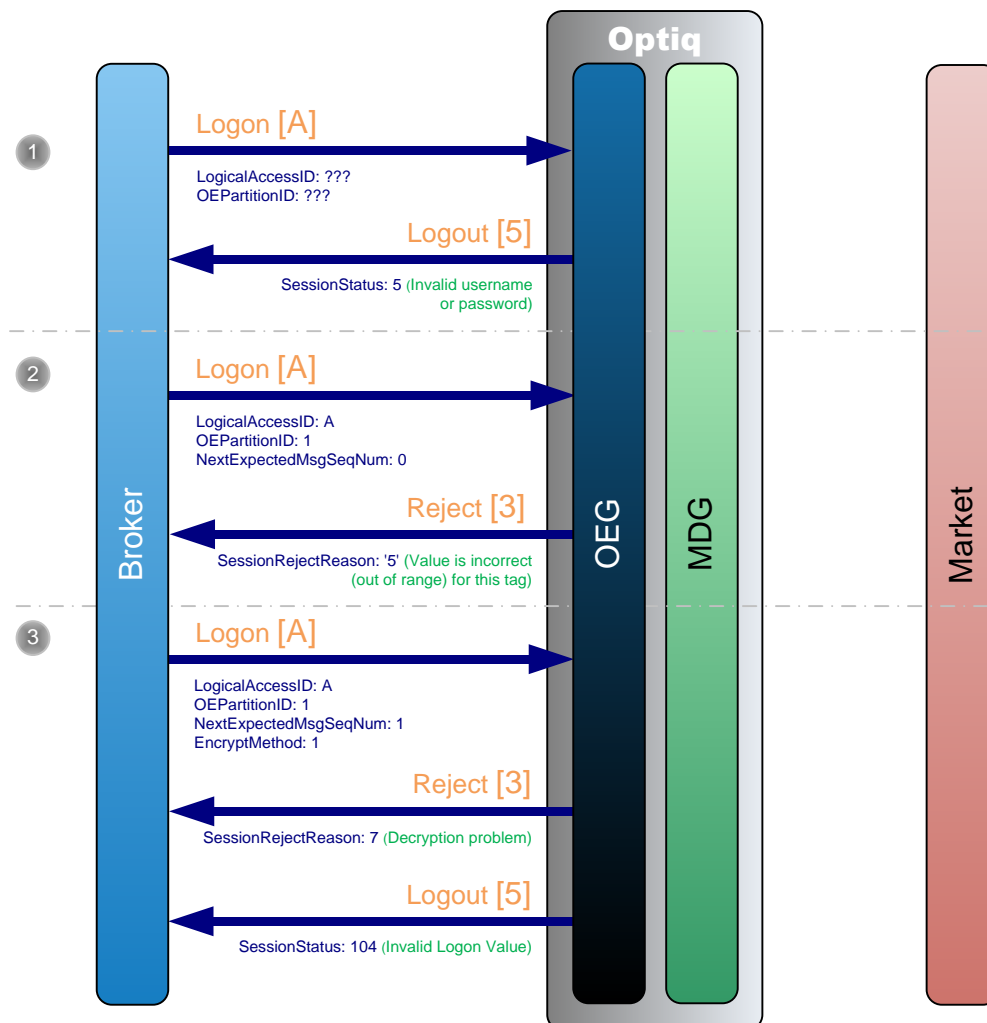 Optiq
Broker
OEG
MDG
Market
1
Logon [A]
LogicalAccessID: ???
OEPartitionID: ???
Logout [5]
SessionStatus: 5 (Invalid username
or password)
2
Logon [A]
LogicalAccessID: A
OEPartitionID: 1
NextExpectedMsgSeqNum: 0
Reject [3]
SessionRejectReason: '5' (Value is incorrect
(out of range) for this tag)
3
Logon [A]
LogicalAccessID: A
OEPartitionID: 1
NextExpectedMsgSeqNum: 1
EncryptMethod: 1
Reject [3]
SessionRejectReason: 7 (Decryption problem)
Logout [5]
SessionStatus: 104 (Invalid Logon Value)